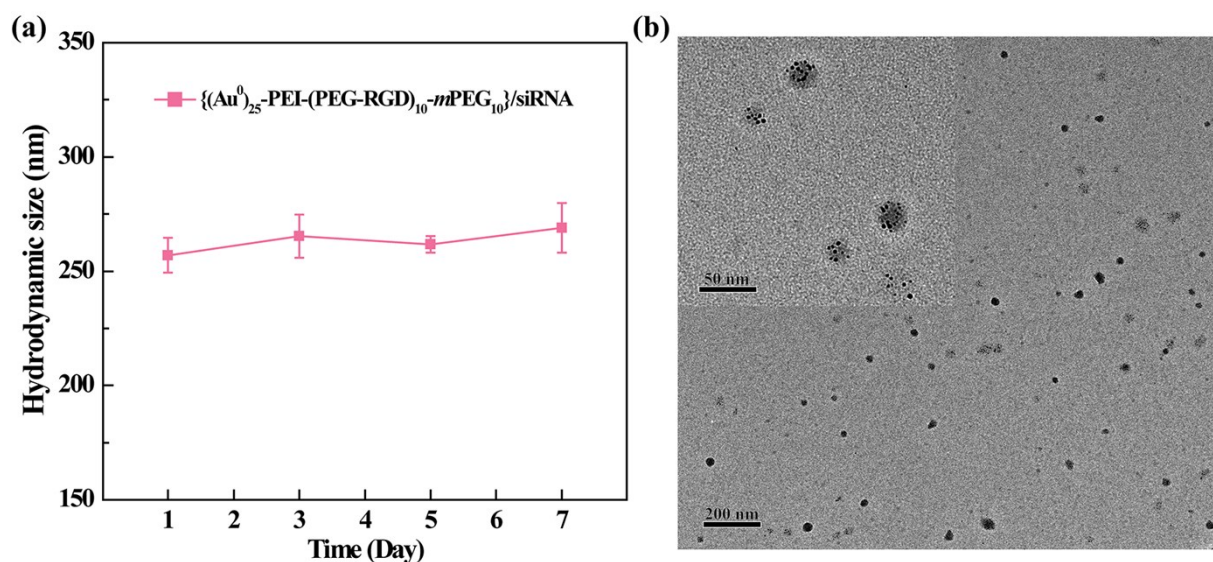 (a)
350
300
250
200
150
Hydrodynamic size (nm)
{(Au⁰)₂₅-PEI-(PEG-RGD)₁₀-mPEG₁₀}/siRNA
1 2 3 4 5 6 7
Time (Day)
(b)
50 nm
200 nm